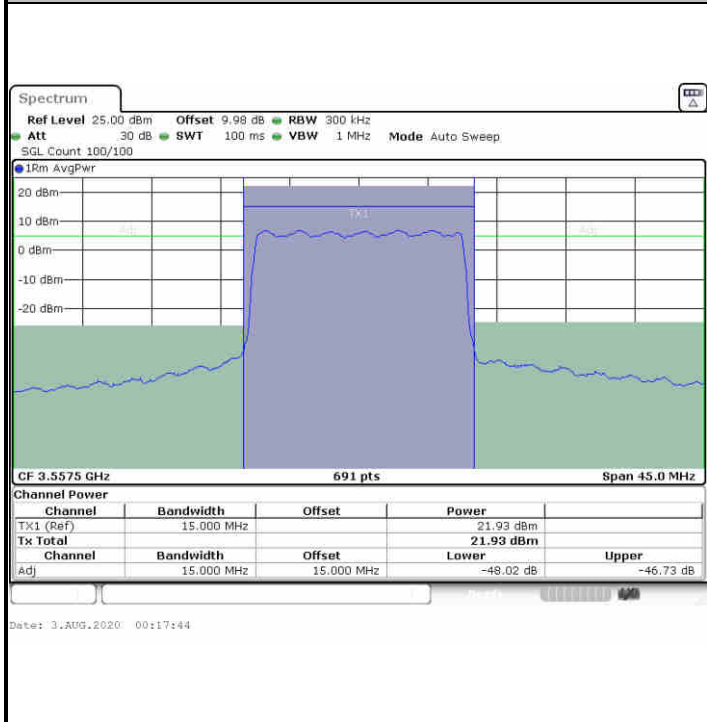 Spectrum
Ref Level 25.00 dBm Offset 9.98 dB RBW 300 kHz
Att 30 dB SWT 100 ms VBW 1 MHz Mode Auto Sweep
SGL Count 100/100
1Rm AvgPwr
20 dBm
TX1
10 dBm
Adj Adj
0 dBm
-10 dBm
-20 dBm
CF 3.5575 GHz 691 pts Span 45.0 MHz
Channel Power
Channel Bandwidth Offset Power
TX1 (Ref) 15.000 MHz 21.93 dBm
Tx Total 21.93 dBm
Channel Bandwidth Offset Lower Upper
Adj 15.000 MHz 15.000 MHz -48.02 dB -46.73 dB
Date: 3.AUG.2020 00:17:44